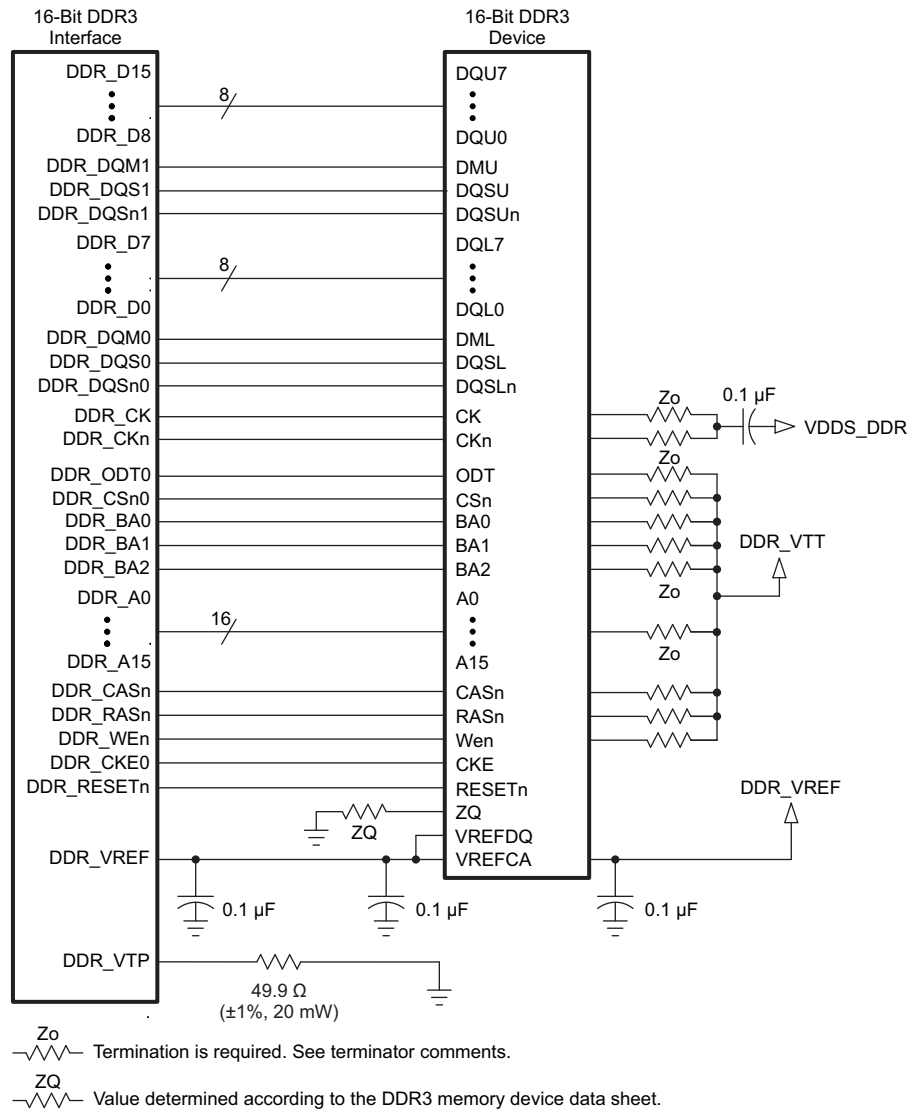 16-Bit DDR3
Interface
16-Bit DDR3
Device
DDR_D15
8
DQU7
DDR_D8
DQU0
DDR_DQM1
DMU
DDR_DQS1
DQSU
DDR_DQSn1
DQSUn
DDR_D7
8
DQL7
DDR_D0
DQL0
DDR_DQM0
DML
DDR_DQS0
DQSL
DDR_DQSn0
DQSLn
Zo
0.1 µF
DDR_CK
CK
VDDS_DDR
DDR_CKn
CKn
Zo
DDR_ODT0
ODT
DDR_CSn0
CSn
DDR_BA0
BA0
DDR_BA1
BA1
DDR_VTT
DDR_BA2
BA2
Zo
DDR_A0
A0
16
Zo
DDR_A15
A15
DDR_CASn
CASn
DDR_RASn
RASn
DDR_WEn
Wen
DDR_CKE0
CKE
DDR_RESETn
RESETn
DDR_VREF
ZQ
ZQ
VREFDQ
DDR_VREF
VREFCA
0.1 µF
0.1 µF
0.1 µF
DDR_VTP
49.9 Ω
(±1%, 20 mW)
Zo
Termination is required. See terminator comments.
ZQ
Value determined according to the DDR3 memory device data sheet.